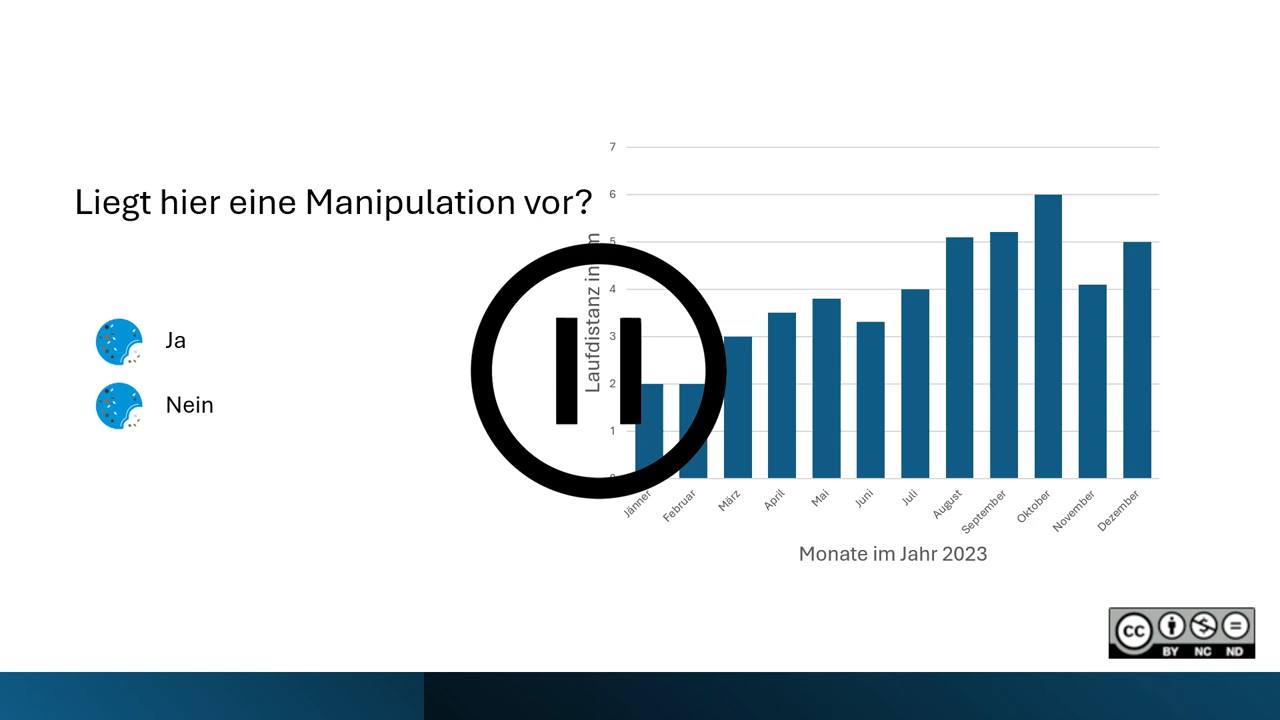 Liegt hier eine Manipulation vor?
Ja
Nein
7
6
5
4
3
2
1
Laufdistanz in
Jänner
Februar
März
April
Mai
Juni
Juli
August
September
Oktober
November
Dezember
Monate im Jahr 2023
CC
BY NC ND